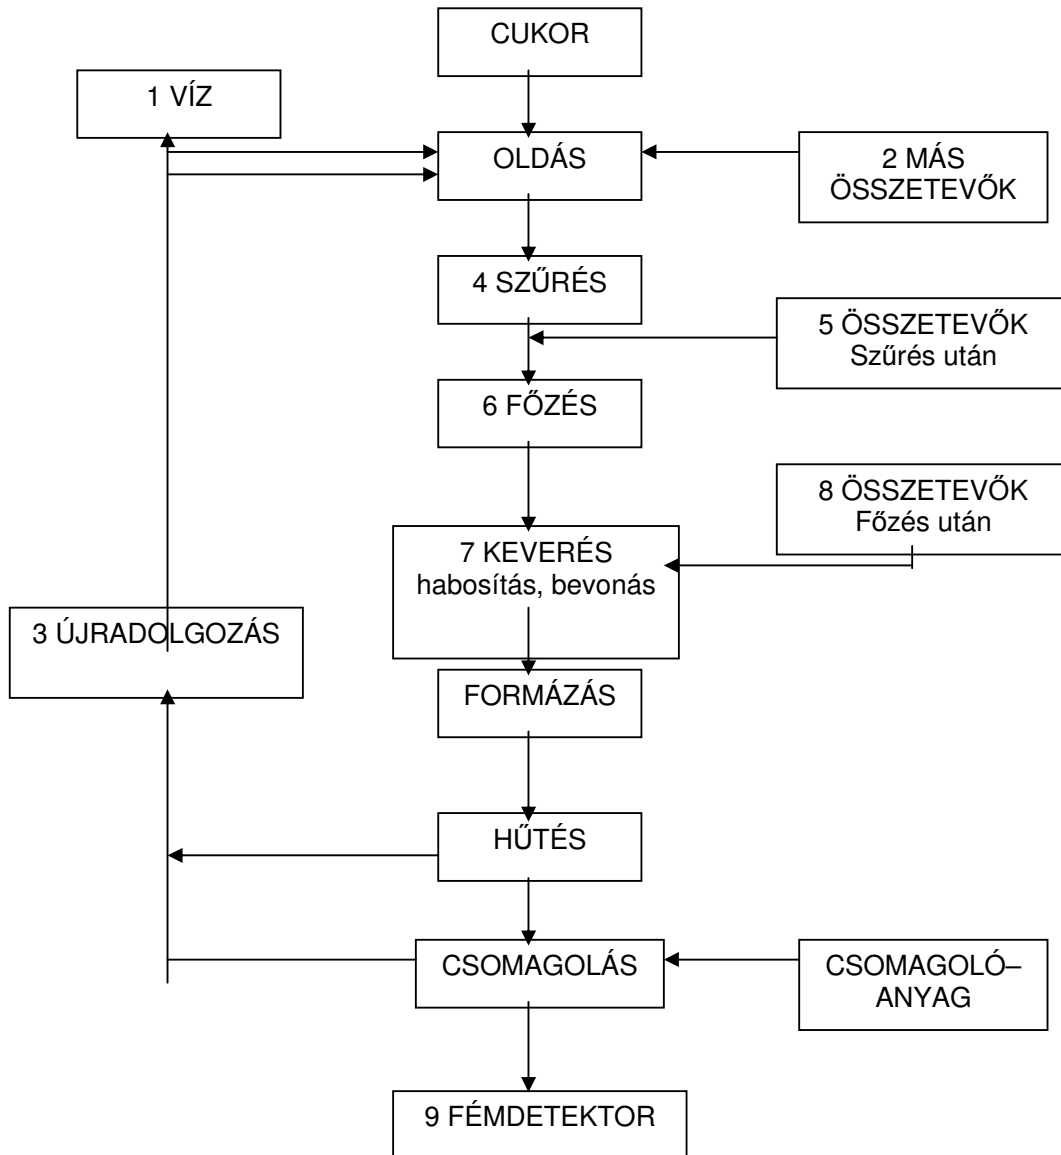 CUKOR
1 VÍZ
OLDÁS
2 MÁS
ÖSSZETEVŐK
4 SZŰRÉS
5 ÖSSZETEVŐK
Szűrés után
6 FŐZÉS
8 ÖSSZETEVŐK
Főzés után
7 KEVERÉS
habosítás, bevonás
3 ÚJRADOLGOZÁS
FORMÁZÁS
HŰTÉS
CSOMAGOLÁS
CSOMAGOLÓ–
ANYAG
9 FÉMDETEKTOR